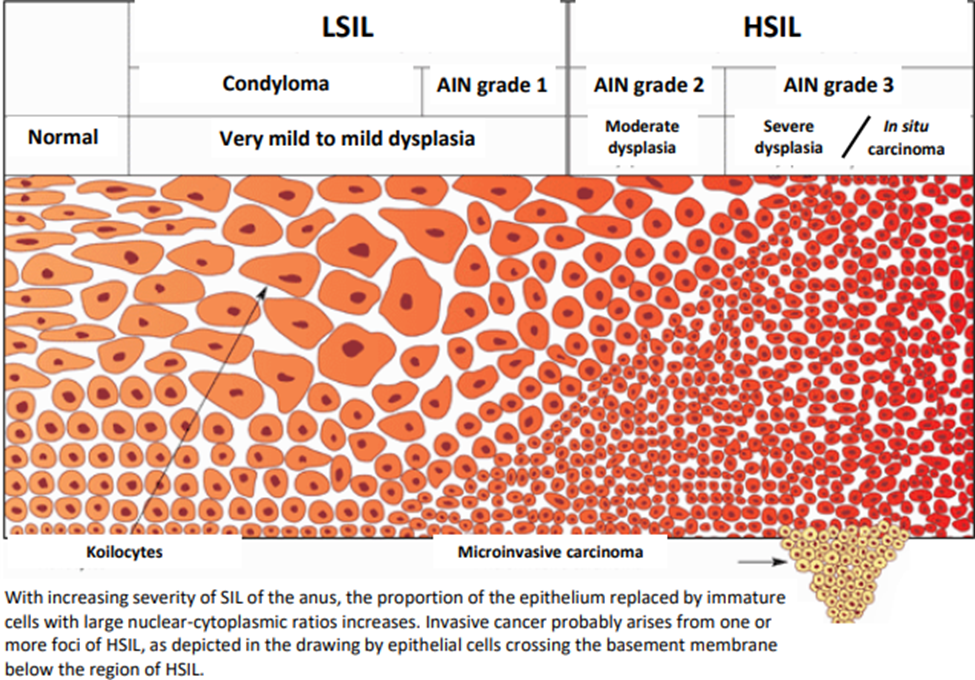 LSIL
HSIL
Condyloma
AIN grade 1
AIN grade 2
AIN grade 3
Normal
Very mild to mild dysplasia
Moderate
dysplasia
Severe
dysplasia
/
In situ
carcinoma
Koilocytes
Microinvasive carcinoma
With increasing severity of SIL of the anus, the proportion of the epithelium replaced by immature
cells with large nuclear-cytoplasmic ratios increases. Invasive cancer probably arises from one or
more foci of HSIL, as depicted in the drawing by epithelial cells crossing the basement membrane
below the region of HSIL.